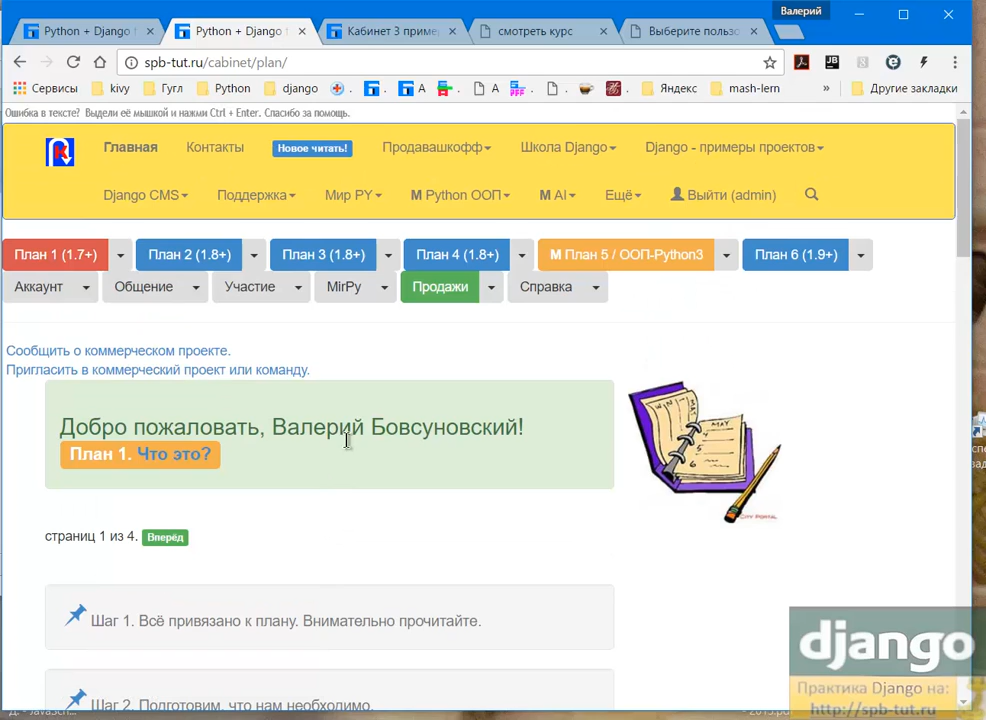 Валерий
Python + Django
Python + Django
Кабинет 3 приме
смотреть курс
Выберите пользо
spb-tut.ru/cabinet/plan/
Сервисы kivy Гугл Python django A A Яндекс mash-lern » Другие закладки
Ошибка в тексте? Выдели её мышкой и нажми Ctrl + Enter. Спасибо за помощь.
Главная Контакты Новое читать! Продавашкофф Школа Django Django - примеры проектов
Django CMS Поддержка Мир PY М Python ООП М AI Ещё Выйти (admin)
План 1 (1.7+) План 2 (1.8+) План 3 (1.8+) План 4 (1.8+) М План 5 / ООП-Python3 План 6 (1.9+)
Аккаунт Общение Участие MirPy Продажи Справка
Сообщить о коммерческом проекте.
Пригласить в коммерческий проект или команду.
Добро пожаловать, Валерий Бовсуновский!
План 1. Что это?
MAY
CITY PORTAL
страниц 1 из 4. Вперёд
Шаг 1. Всё привязано к плану. Внимательно прочитайте.
Шаг 2. Подготовим, что нам необходимо.
django
Практика Django на:
http://spb-tut.ru